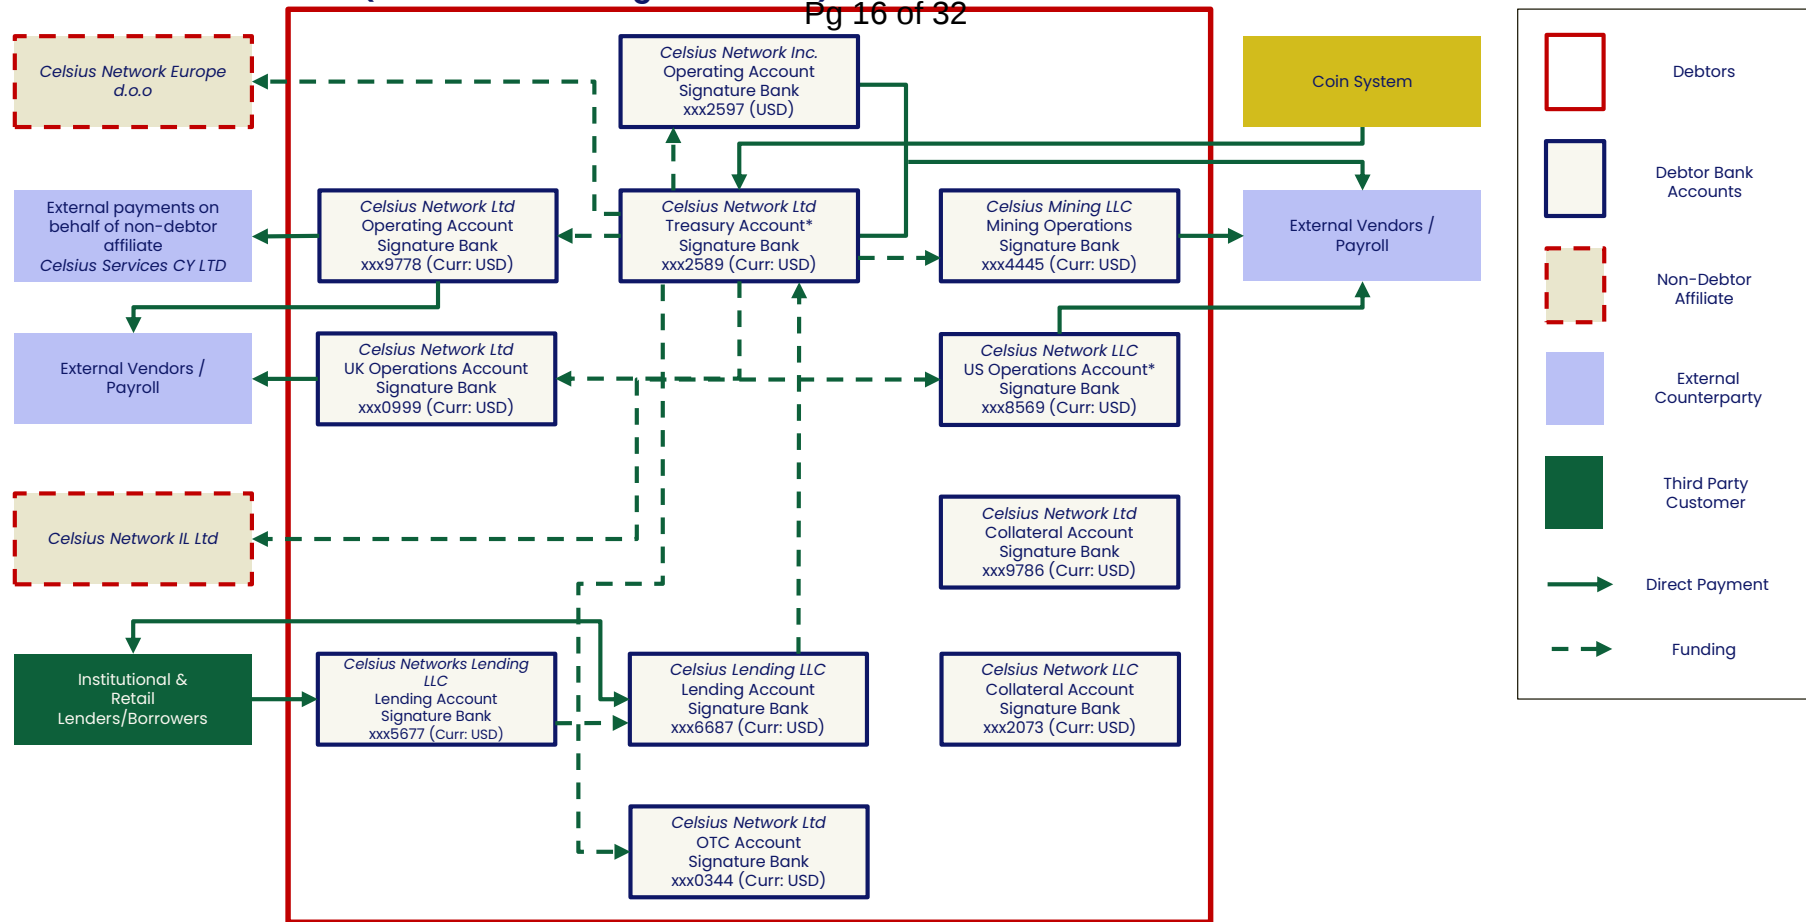 Pg 16 of 32
Celsius Network Europe
d.o.o
Celsius Network Inc.
Operating Account
Signature Bank
xxx2597 (USD)
Coin System
External payments on
behalf of non-debtor
affiliate
Celsius Services CY LTD
Celsius Network Ltd
Operating Account
Signature Bank
xxx9778 (Curr: USD)
Celsius Network Ltd
Treasury Account*
Signature Bank
xxx2589 (Curr: USD)
Celsius Mining LLC
Mining Operations
Signature Bank
xxx4445 (Curr: USD)
External Vendors /
Payroll
External Vendors /
Payroll
Celsius Network Ltd
UK Operations Account
Signature Bank
xxx0999 (Curr: USD)
Celsius Network LLC
US Operations Account*
Signature Bank
xxx8569 (Curr: USD)
Celsius Network IL Ltd
Celsius Network Ltd
Collateral Account
Signature Bank
xxx9786 (Curr: USD)
Institutional &
Retail
Lenders/Borrowers
Celsius Networks Lending
LLC
Lending Account
Signature Bank
xxx5677 (Curr: USD)
Celsius Lending LLC
Lending Account
Signature Bank
xxx6687 (Curr: USD)
Celsius Network LLC
Collateral Account
Signature Bank
xxx2073 (Curr: USD)
Celsius Network Ltd
OTC Account
Signature Bank
xxx0344 (Curr: USD)
Debtors
Debtor Bank
Accounts
Non-Debtor
Affiliate
External
Counterparty
Third Party
Customer
Direct Payment
Funding